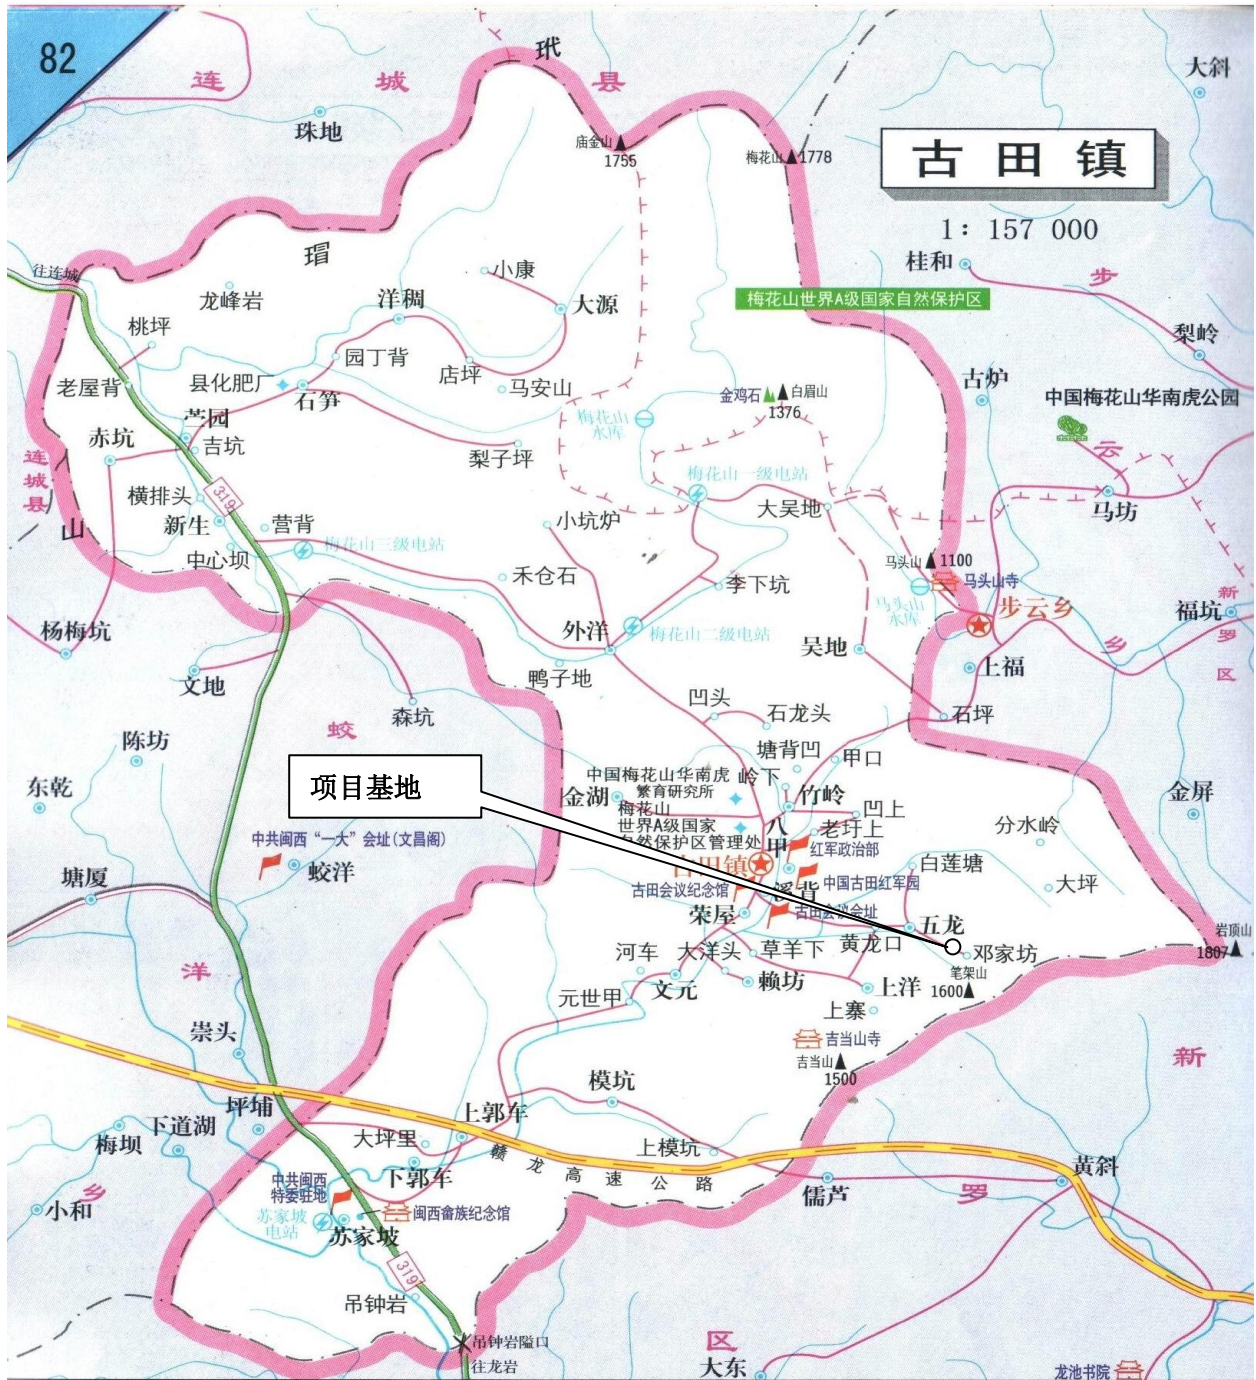 82
连城县
玳
大斜
珠地
庙金山
1755
梅花山 1778
古田镇
1: 157 000
瑁
桂和
步
往连城
龙峰岩
洋稠
小康
大源
梅花山世界A级国家自然保护区
桃坪
园丁背
梨岭
老屋背
县化肥厂
石笋
店坪
马安山
金鸡石
白眉山
1376
古炉
中国梅花山华南虎公园
云
赤坑
吉坑
梅花山
水库
连城县
横排头
319
梨子坪
梅花山一级电站
大吴地
马坊
山
新生
营背
小坑炉
中心坝
梅花山三级电站
禾仓石
李下坑
马头山 1100
马头山寺
马头山
水库
步云乡
福坑
新罗区
杨梅坑
外洋
梅花山二级电站
吴地
乡
上福
文地
鸭子地
森坑
凹头
石龙头
石坪
蛟
陈坊
塘背凹
甲口
东乾
项目基地
中国梅花山华南虎
繁育研究所
岭下
金湖
竹岭
凹上
金屏
梅花山
世界A级国家
自然保护区管理处
八甲
老圩上
分水岭
中共闽西“一大”会址(文昌阁)
红军政治部
古田镇
白莲塘
塘厦
蛟洋
中国古田红军园
大坪
古田会议纪念馆
溪背
荣屋
古田会议会址
五龙
岩顶山
1807
洋
河车
大洋头
草羊下
黄龙口
邓家坊
文元
赖坊
笔架山
1600
元世甲
上洋
上寨
崇头
吉当山寺
新
吉当山
1500
模坑
坪埔
下道湖
梅坝
上郭车
大坪里
上模坑
黄斜
赣龙高速公路
下郭车
中共闽西
特委驻地
儒芦
罗
乡
小和
苏家坡
电站
苏家坡
闽西畲族纪念馆
319
吊钟岩
吊钟岩隘口
往龙岩
区
大东
龙池书院